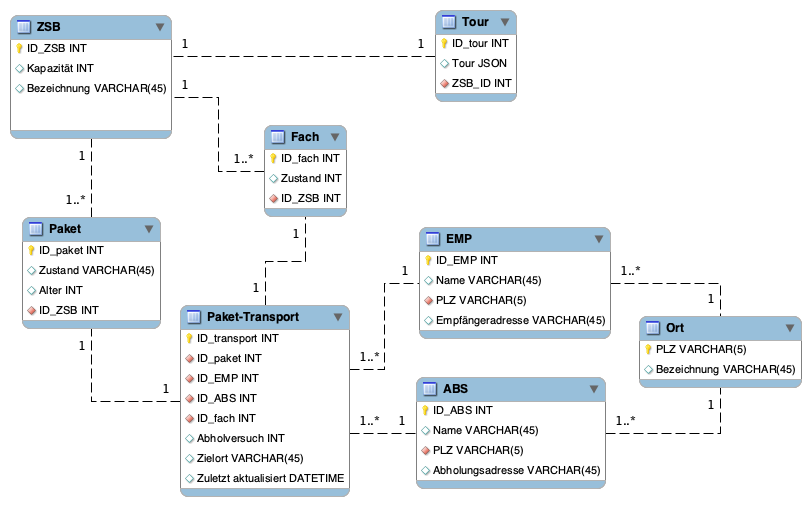 ZSB
ID_ZSB INT
Kapazität INT
Bezeichnung VARCHAR(45)
1
1
Tour
ID_tour INT
Tour JSON
ZSB_ID INT
1
1..*
Fach
ID_fach INT
Zustand INT
ID_ZSB INT
1
1..*
Paket
ID_paket INT
Zustand VARCHAR(45)
Alter INT
ID_ZSB INT
1
1
1
1
Paket-Transport
ID_transport INT
ID_paket INT
ID_EMP INT
ID_ABS INT
ID_fach INT
Abholversuch INT
Zielort VARCHAR(45)
Zuletzt aktualisiert DATETIME
1..*
1
EMP
ID_EMP INT
Name VARCHAR(45)
PLZ VARCHAR(5)
Empfängeradresse VARCHAR(45)
1..*
1
Ort
PLZ VARCHAR(5)
Bezeichnung VARCHAR(45)
1..*
1
ABS
ID_ABS INT
Name VARCHAR(45)
PLZ VARCHAR(5)
Abholungsadresse VARCHAR(45)
1..*
1